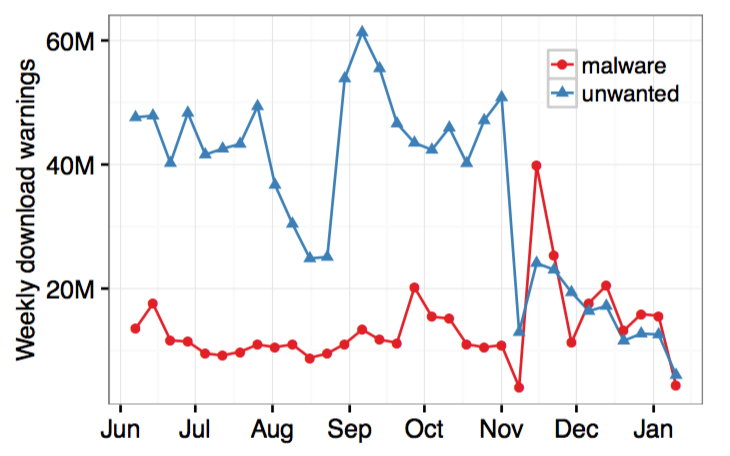 Weekly download warnings
60M
40M
20M
malware
unwanted
Jun Jul Aug Sep Oct Nov Dec Jan